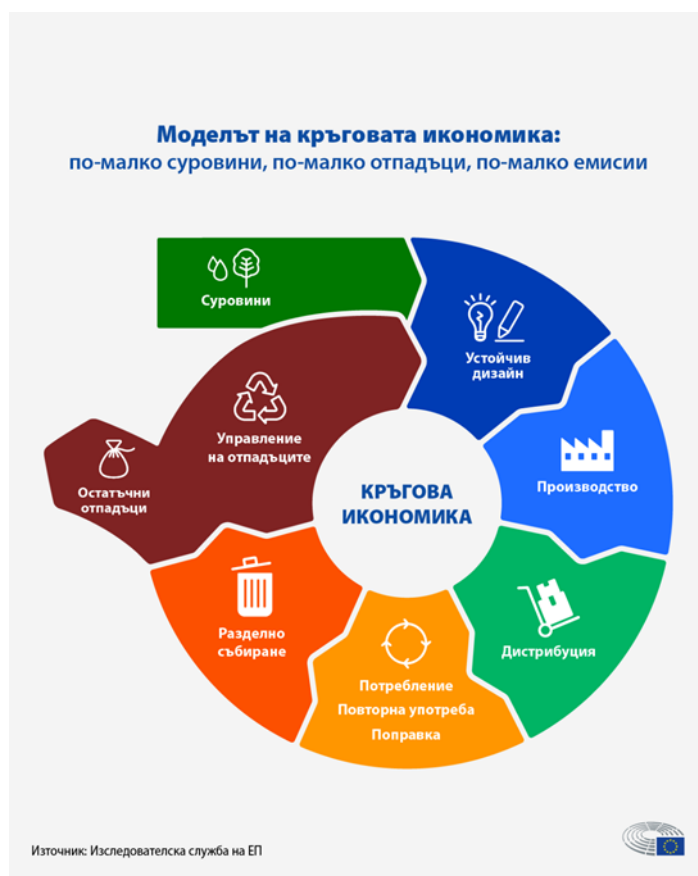 Моделът на кръговата икономика:
по-малко суровини, по-малко отпадъци, по-малко емисии
Суровини
Устойчив
дизайн
Производство
Дистрибуция
Потребление
Повторна употреба
Поправка
Разделно
събиране
Управление
на отпадъците
Остатъчни
отпадъци
КРЪГОВА
ИКОНОМИКА
Източник: Изследователска служба на ЕП